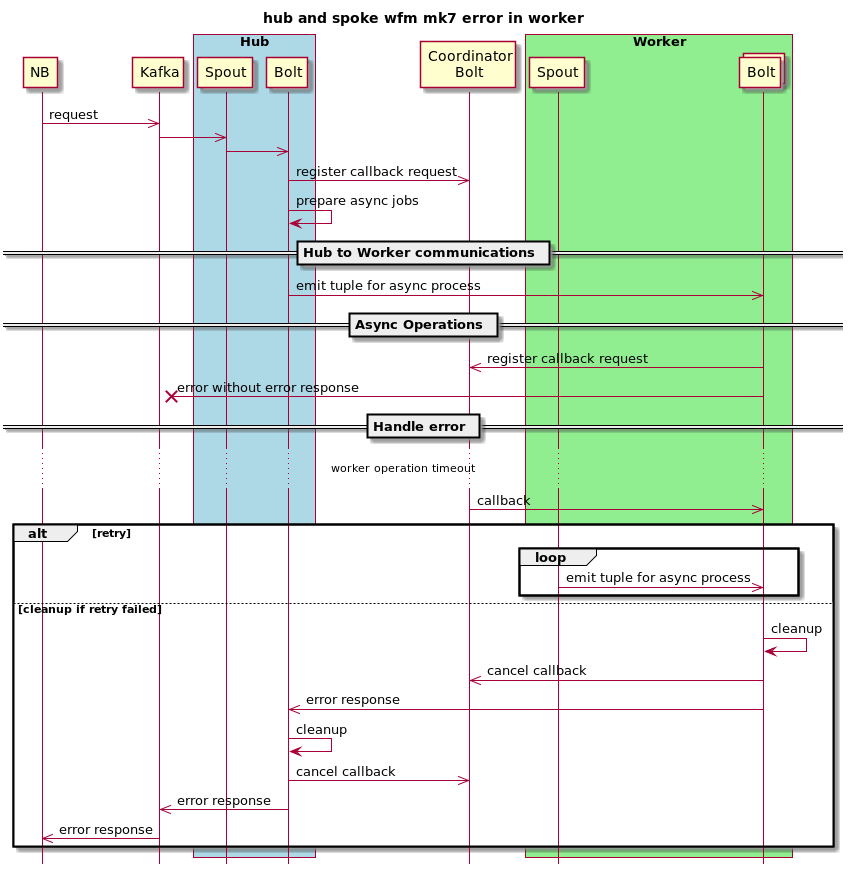 hub and spoke wfm mk7 error in worker
Hub
Worker
NB
Kafka
Spout
Bolt
Coordinator
Bolt
Spout
Bolt
request
register callback request
prepare async jobs
Hub to Worker communications
emit tuple for async process
Async Operations
register callback request
error without error response
Handle error
worker operation timeout
callback
alt
[retry]
loop
emit tuple for async process
[cleanup if retry failed]
cleanup
cancel callback
error response
cleanup
cancel callback
error response
error response